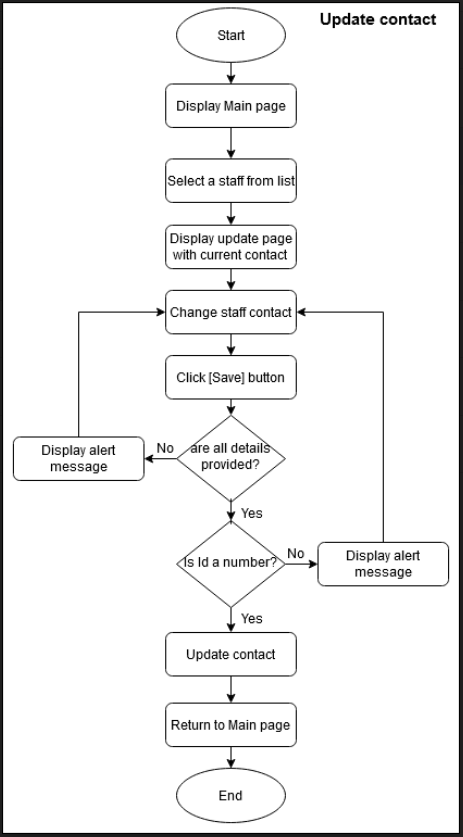 Update contact
Start
Display Main page
Select a staff from list
Display update page
with current contact
Change staff contact
Click [Save] button
are all details
provided?
No
Display alert
message
Yes
Is Id a number?
No
Display alert
message
Yes
Update contact
Return to Main page
End